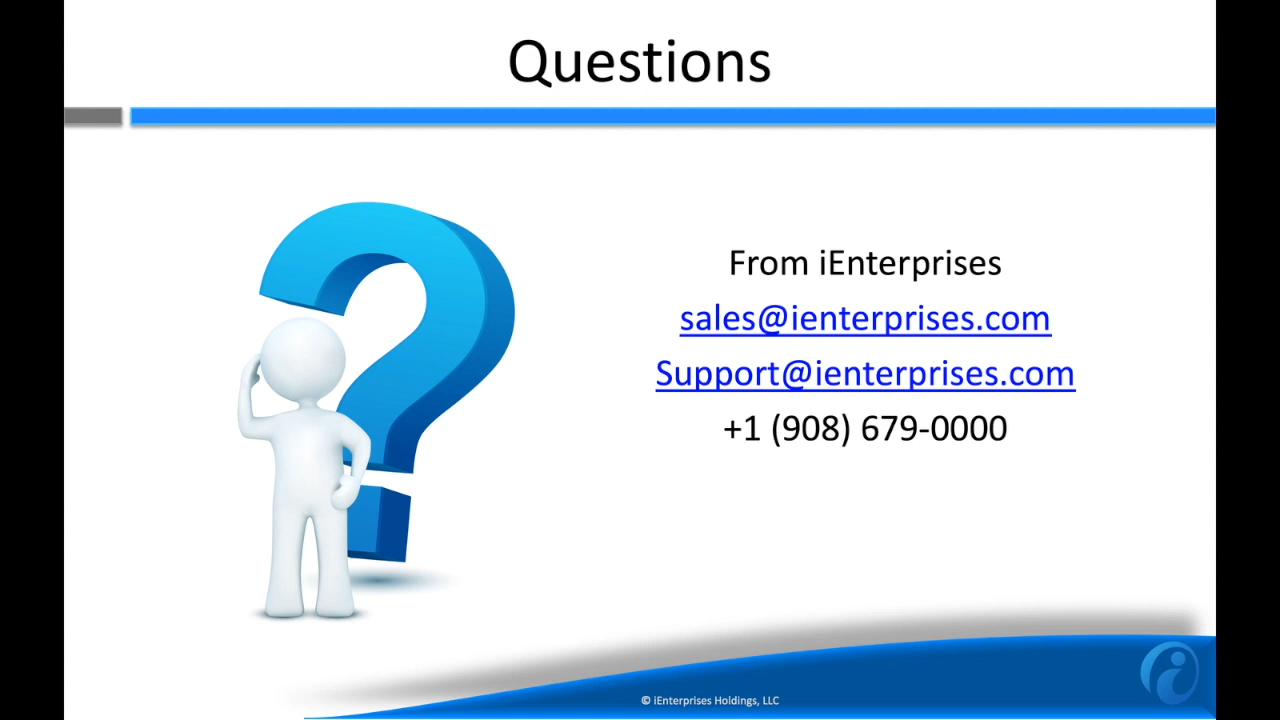 Questions
From iEnterprises
sales@ienterprises.com
Support@ienterprises.com
+1 (908) 679-0000
© iEnterprises Holdings, LLC